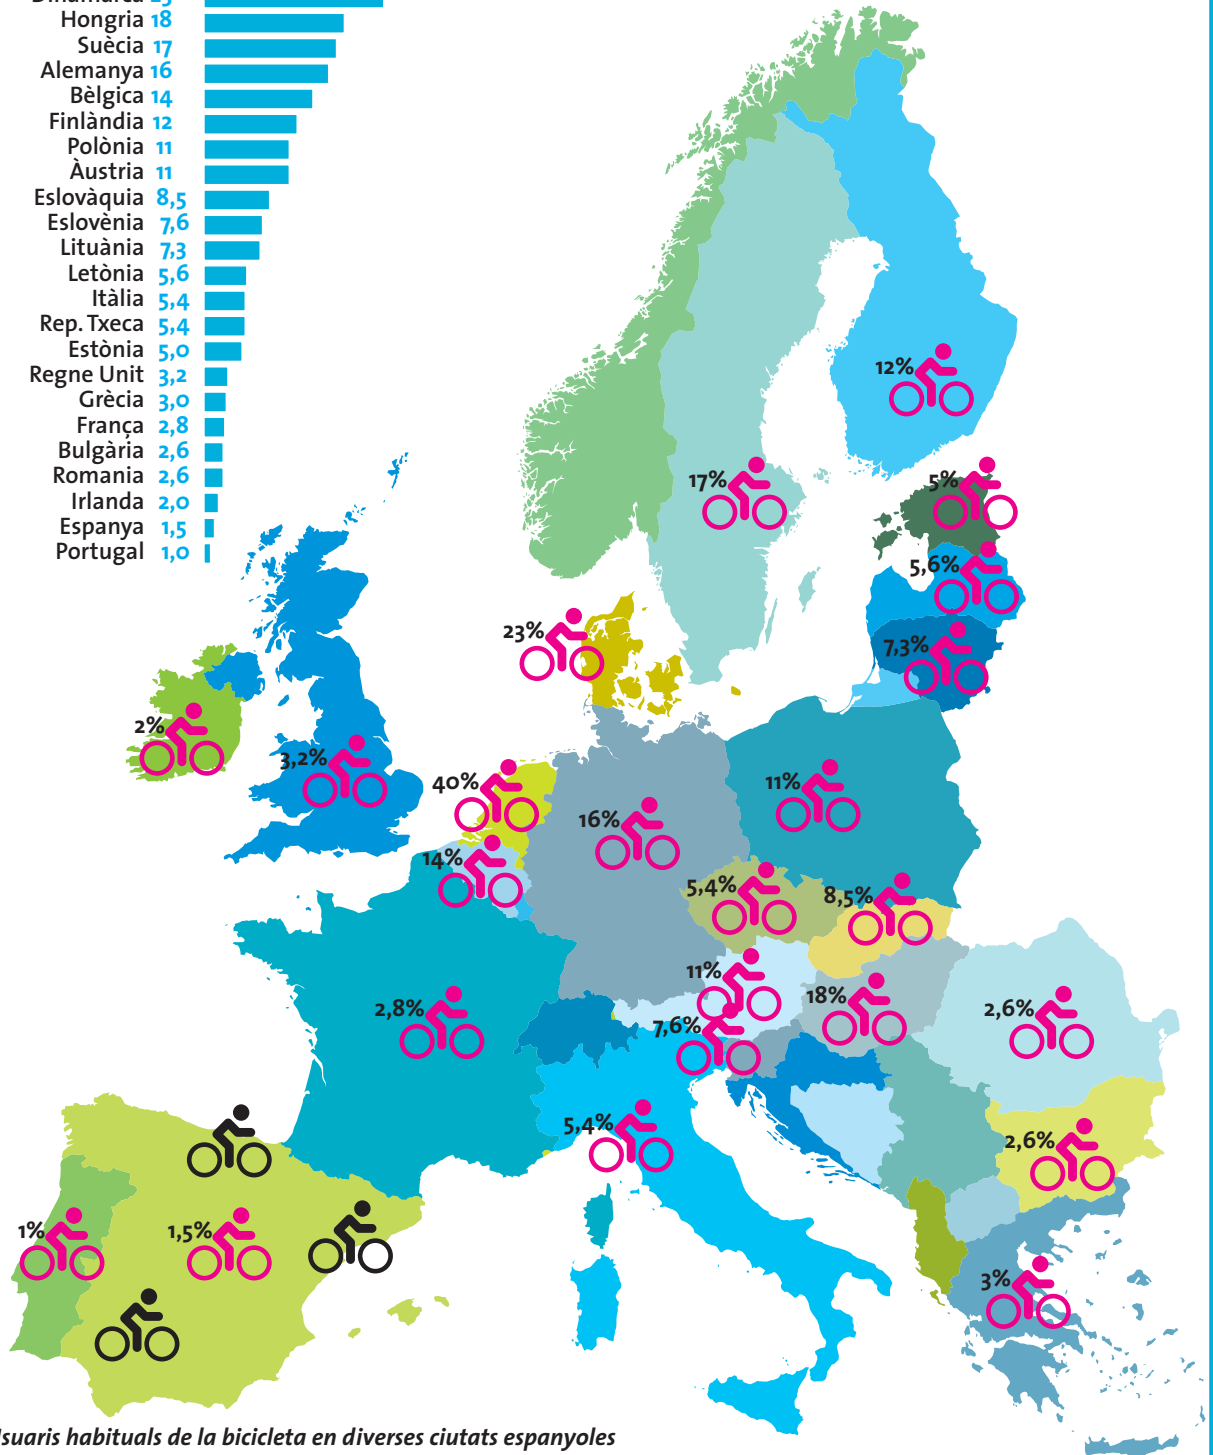 Hongria 18
Suècia 17
Alemanya 16
Bèlgica 14
Finlàndia 12
Polònia 11
Àustria 11
Eslovàquia 8,5
Eslovènia 7,6
Lituània 7,3
Letònia 5,6
Itàlia 5,4
Rep. Txeca 5,4
Estònia 5,0
Regne Unit 3,2
Grècia 3,0
França 2,8
Bulgària 2,6
Romania 2,6
Irlanda 2,0
Espanya 1,5
Portugal 1,0
12%
17%
5%
5,6%
23%
7,3%
2%
3,2%
40%
11%
16%
14%
5,4%
8,5%
11%
18%
2,8%
7,6%
2,6%
5,4%
2,6%
1%
1,5%
3%
habituals de la bicicleta en diverses ciutats espanyoles